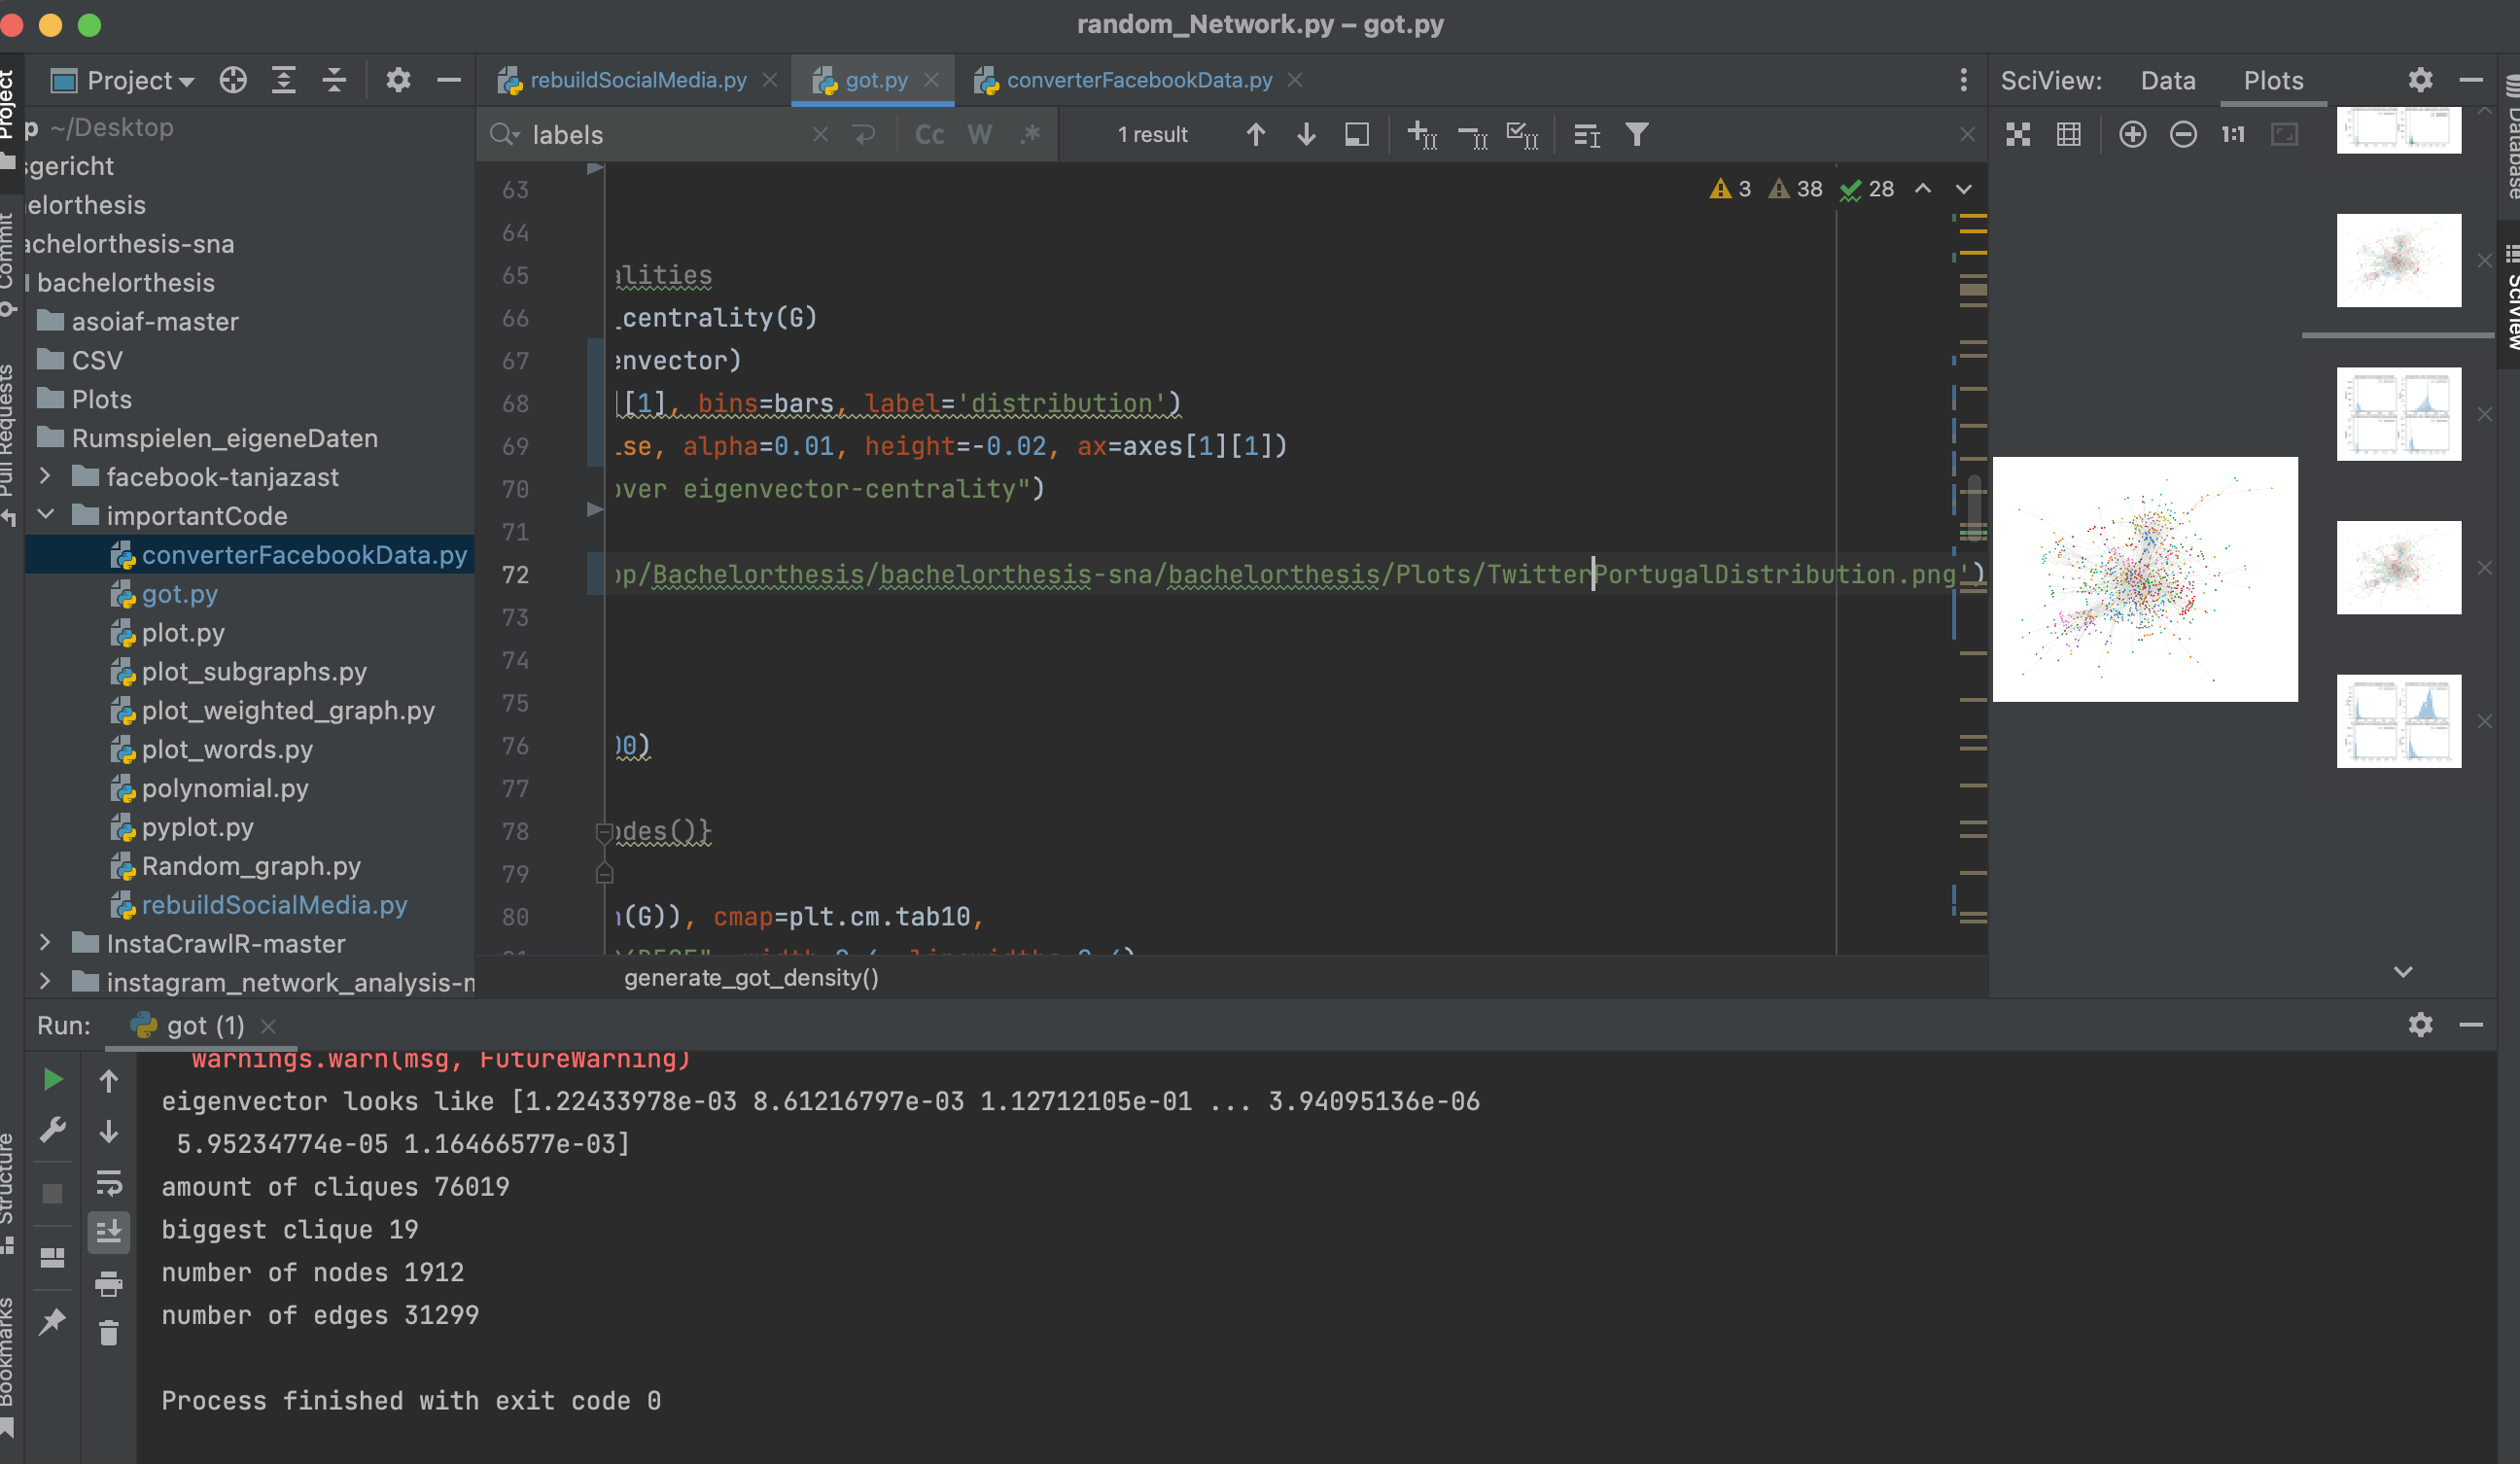 random_Network.py – got.py
Project
rebuildSocialMedia.py
got.py
converterFacebookData.py
SciView:
Data
Plots
labels
Cc
W
.*
1 result
1:1
Project
Commit
Pull Requests
Structure
Bookmarks
Database
SciView
p ~/Desktop
sgericht
elorthesis
achelorthesis-sna
bachelorthesis
asoiaf-master
CSV
Plots
Rumspielen_eigeneDaten
facebook-tanjazast
importantCode
converterFacebookData.py
got.py
plot.py
plot_subgraphs.py
plot_weighted_graph.py
plot_words.py
polynomial.py
pyplot.py
Random_graph.py
rebuildSocialMedia.py
InstaCrawlR-master
instagram_network_analysis-m
3 38 28
63
64
65 alities
66 _centrality(G)
67 envector)
68 [1], bins=bars, label='distribution')
69 lse, alpha=0.01, height=-0.02, ax=axes[1][1])
70 over eigenvector-centrality")
71
72 op/Bachelorthesis/bachelorthesis-sna/bachelorthesis/Plots/TwitterPortugalDistribution.png')
73
74
75
76 00)
77
78 odes()}
79
80 n(G)), cmap=plt.cm.tab10,
generate_got_density()
Run:
got (1)
warnings.warn(msg, FutureWarning)
eigenvector looks like [1.22433978e-03 8.61216797e-03 1.12712105e-01 ... 3.94095136e-06
5.95234774e-05 1.16466577e-03]
amount of cliques 76019
biggest clique 19
number of nodes 1912
number of edges 31299
Process finished with exit code 0